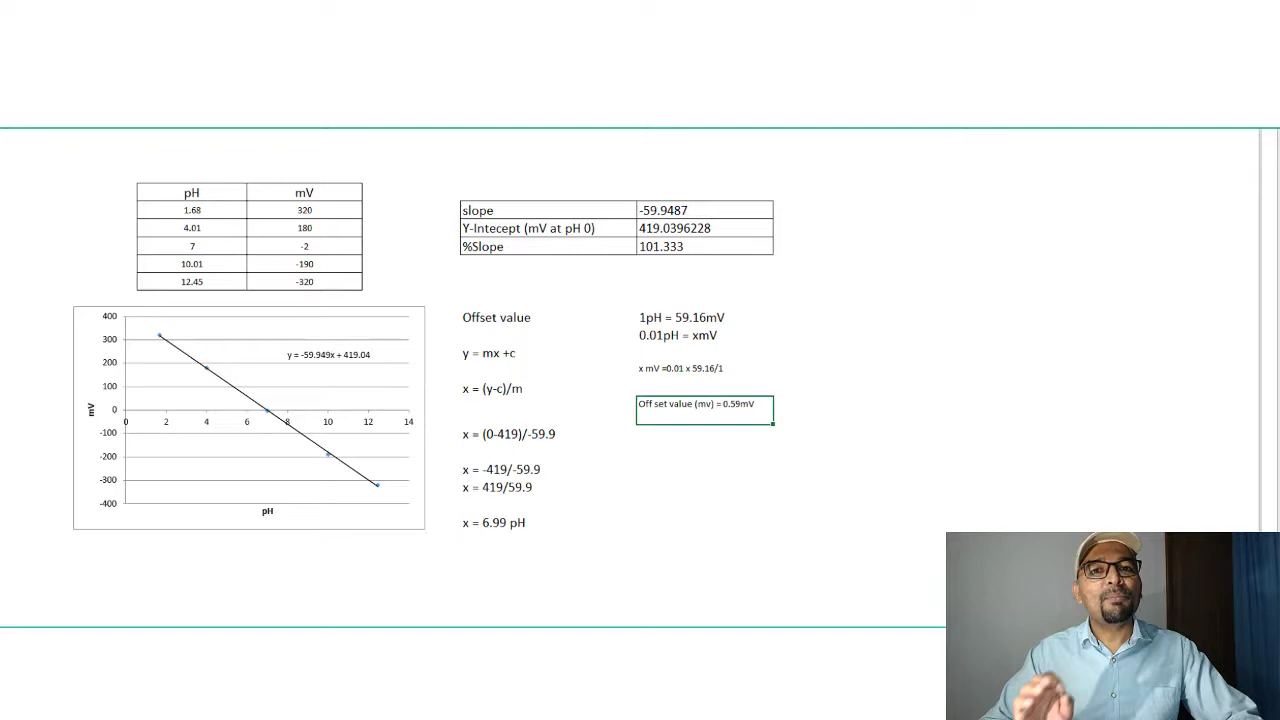 pH mV
1.68 320
4.01 180
7 -2
10.01 -190
12.45 -320
slope -59.9487
Y-Intecept (mV at pH 0) 419.0396228
%Slope 101.333
400
300
200
100
0
-100
-200
-300
-400
0 2 4 6 8 10 12 14
mV
pH
y = -59.949x + 419.04
Offset value
y = mx +c
x = (y-c)/m
x = (0-419)/-59.9
x = -419/-59.9
x = 419/59.9
x = 6.99 pH
1pH = 59.16mV
0.01pH = xmV
x mV =0.01 x 59.16/1
Off set value (mv) = 0.59mV